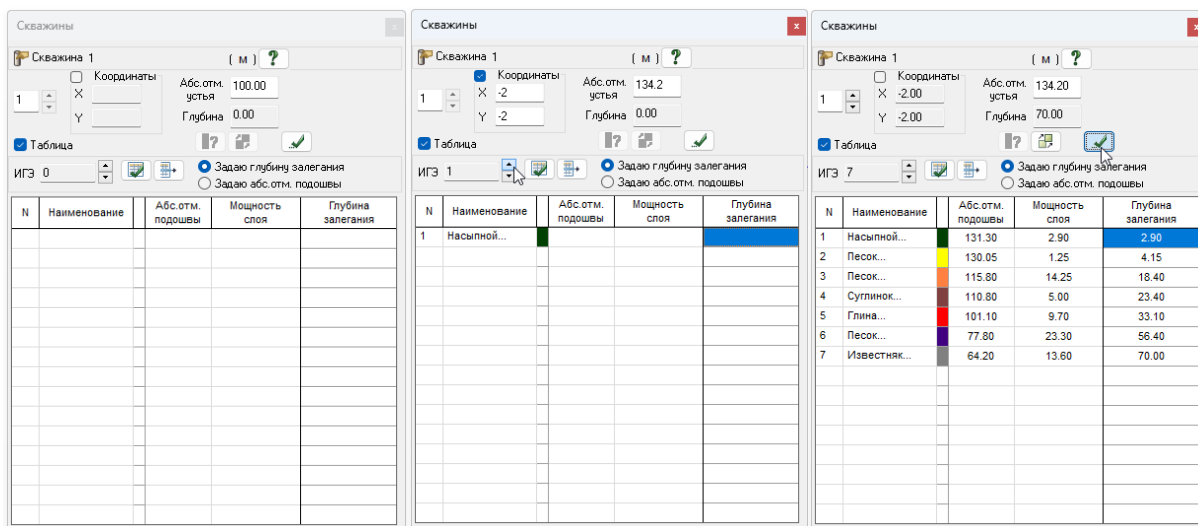 Скважины
x
Скважина 1
( м )
?
Координаты
X
Абс.отм. устья
100.00
1
Y
Глубина
0.00
Таблица
?
ИГЭ
0
Задаю глубину залегания
Задаю абс.отм. подошвы
N Наименование Абс.отм. подошвы Мощность слоя Глубина залегания
Скважины
x
Скважина 1
( м )
?
Координаты
X
-2
Абс.отм. устья
134.2
1
Y
-2
Глубина
0.00
Таблица
?
ИГЭ
1
Задаю глубину залегания
Задаю абс.отм. подошвы
N Наименование Абс.отм. подошвы Мощность слоя Глубина залегания
1 Насыпной...
Скважины
x
Скважина 1
( м )
?
Координаты
X
-2.00
Абс.отм. устья
134.20
1
Y
-2.00
Глубина
70.00
Таблица
?
ИГЭ
7
Задаю глубину залегания
Задаю абс.отм. подошвы
N Наименование Абс.отм. подошвы Мощность слоя Глубина залегания
1 Насыпной... 131.30 2.90 2.90
2 Песок... 130.05 1.25 4.15
3 Песок... 115.80 14.25 18.40
4 Суглинок... 110.80 5.00 23.40
5 Глина... 101.10 9.70 33.10
6 Песок... 77.80 23.30 56.40
7 Известняк... 64.20 13.60 70.00